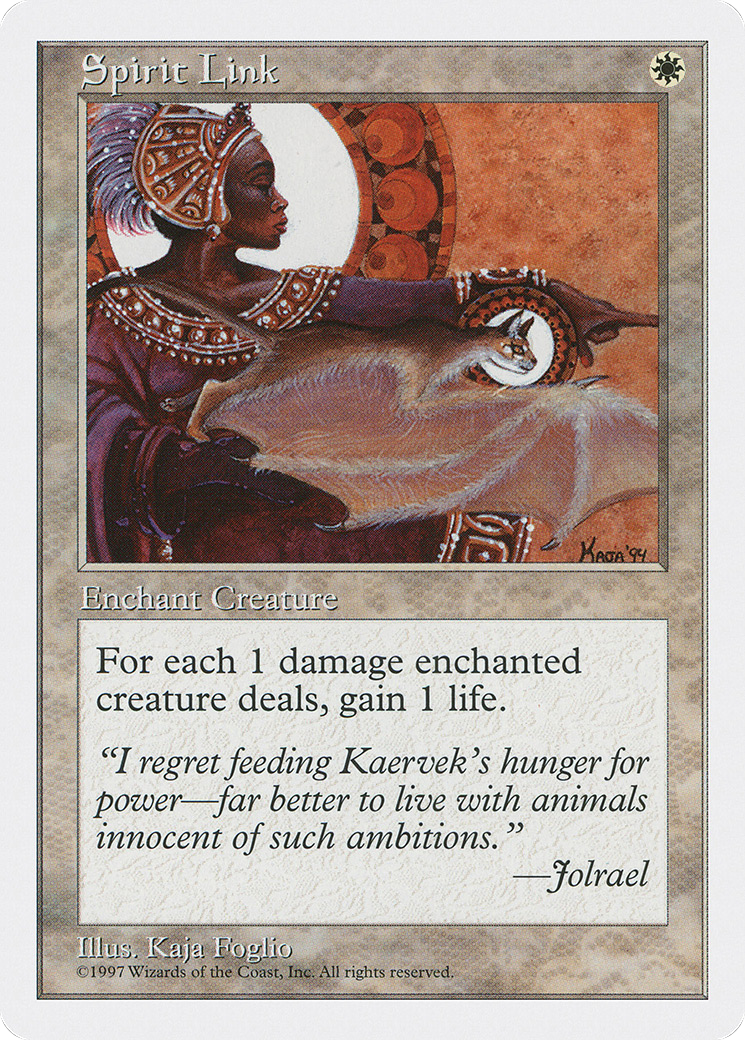 Spirit Link
Kaja '94
Enchant Creature
For each 1 damage enchanted
creature deals, gain 1 life.
“I regret feeding Kaervek’s hunger for
power—far better to live with animals
innocent of such ambitions.”
—Jolrael
Illus. Kaja Foglio
©1997 Wizards of the Coast, Inc. All rights reserved.